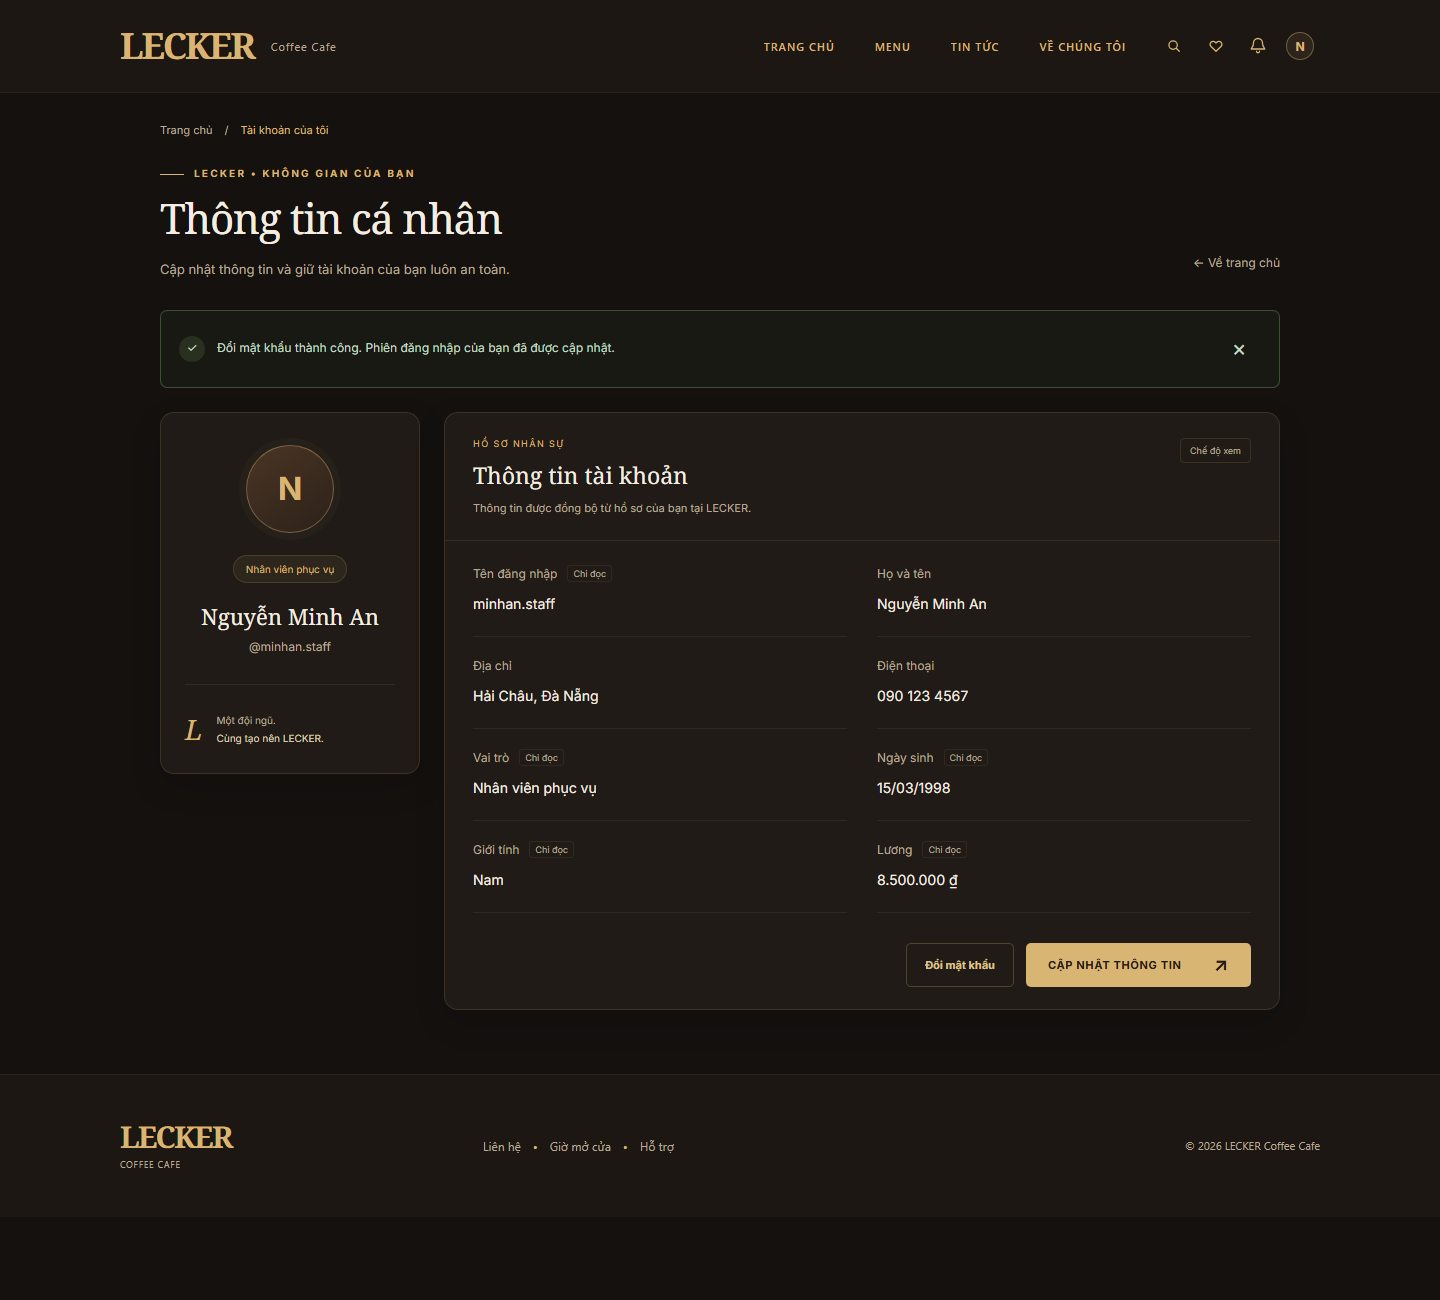 LECKER Coffee Cafe
TRANG CHỦ MENU TIN TỨC VỀ CHÚNG TÔI N
Trang chủ / Tài khoản của tôi
LECKER • KHÔNG GIAN CỦA BẠN
Thông tin cá nhân
Cập nhật thông tin và giữ tài khoản của bạn luôn an toàn.
← Về trang chủ
Đổi mật khẩu thành công. Phiên đăng nhập của bạn đã được cập nhật.
N
Nhân viên phục vụ
Nguyễn Minh An
@minhan.staff
L
Một đội ngũ.
Cùng tạo nên LECKER.
HỒ SƠ NHÂN SỰ
Thông tin tài khoản
Thông tin được đồng bộ từ hồ sơ của bạn tại LECKER.
Chế độ xem
Tên đăng nhập Chỉ đọc
minhan.staff
Họ và tên
Nguyễn Minh An
Địa chỉ
Hải Châu, Đà Nẵng
Điện thoại
090 123 4567
Vai trò Chỉ đọc
Nhân viên phục vụ
Ngày sinh Chỉ đọc
15/03/1998
Giới tính Chỉ đọc
Nam
Lương Chỉ đọc
8.500.000 ₫
Đổi mật khẩu
CẬP NHẬT THÔNG TIN
LECKER
COFFEE CAFE
Liên hệ • Giờ mở cửa • Hỗ trợ
© 2026 LECKER Coffee Cafe